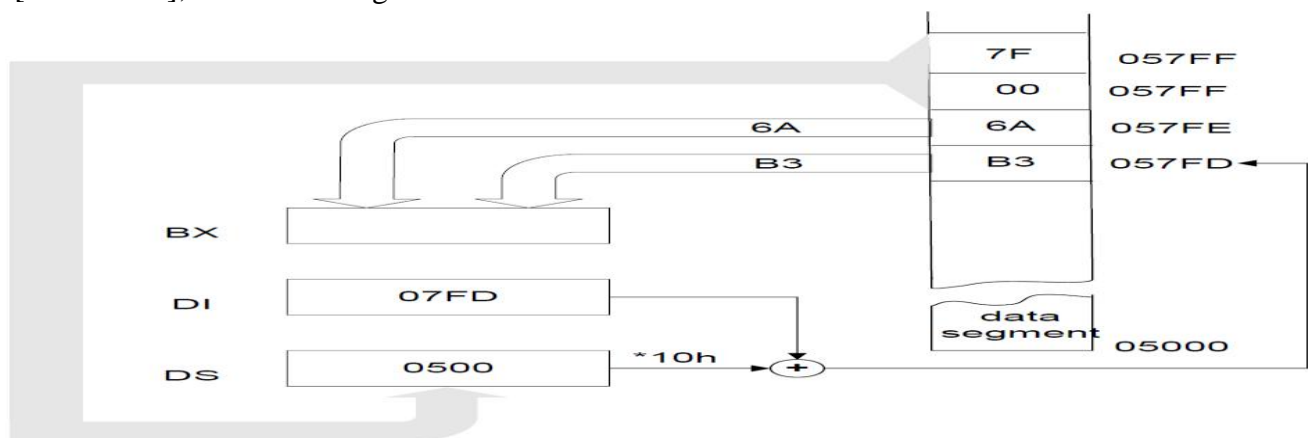 7F 057FF
00 057FF
6A 6A 057FE
B3 B3 057FD
BX
DI 07FD
data
segment
05000
DS 0500 *10h +